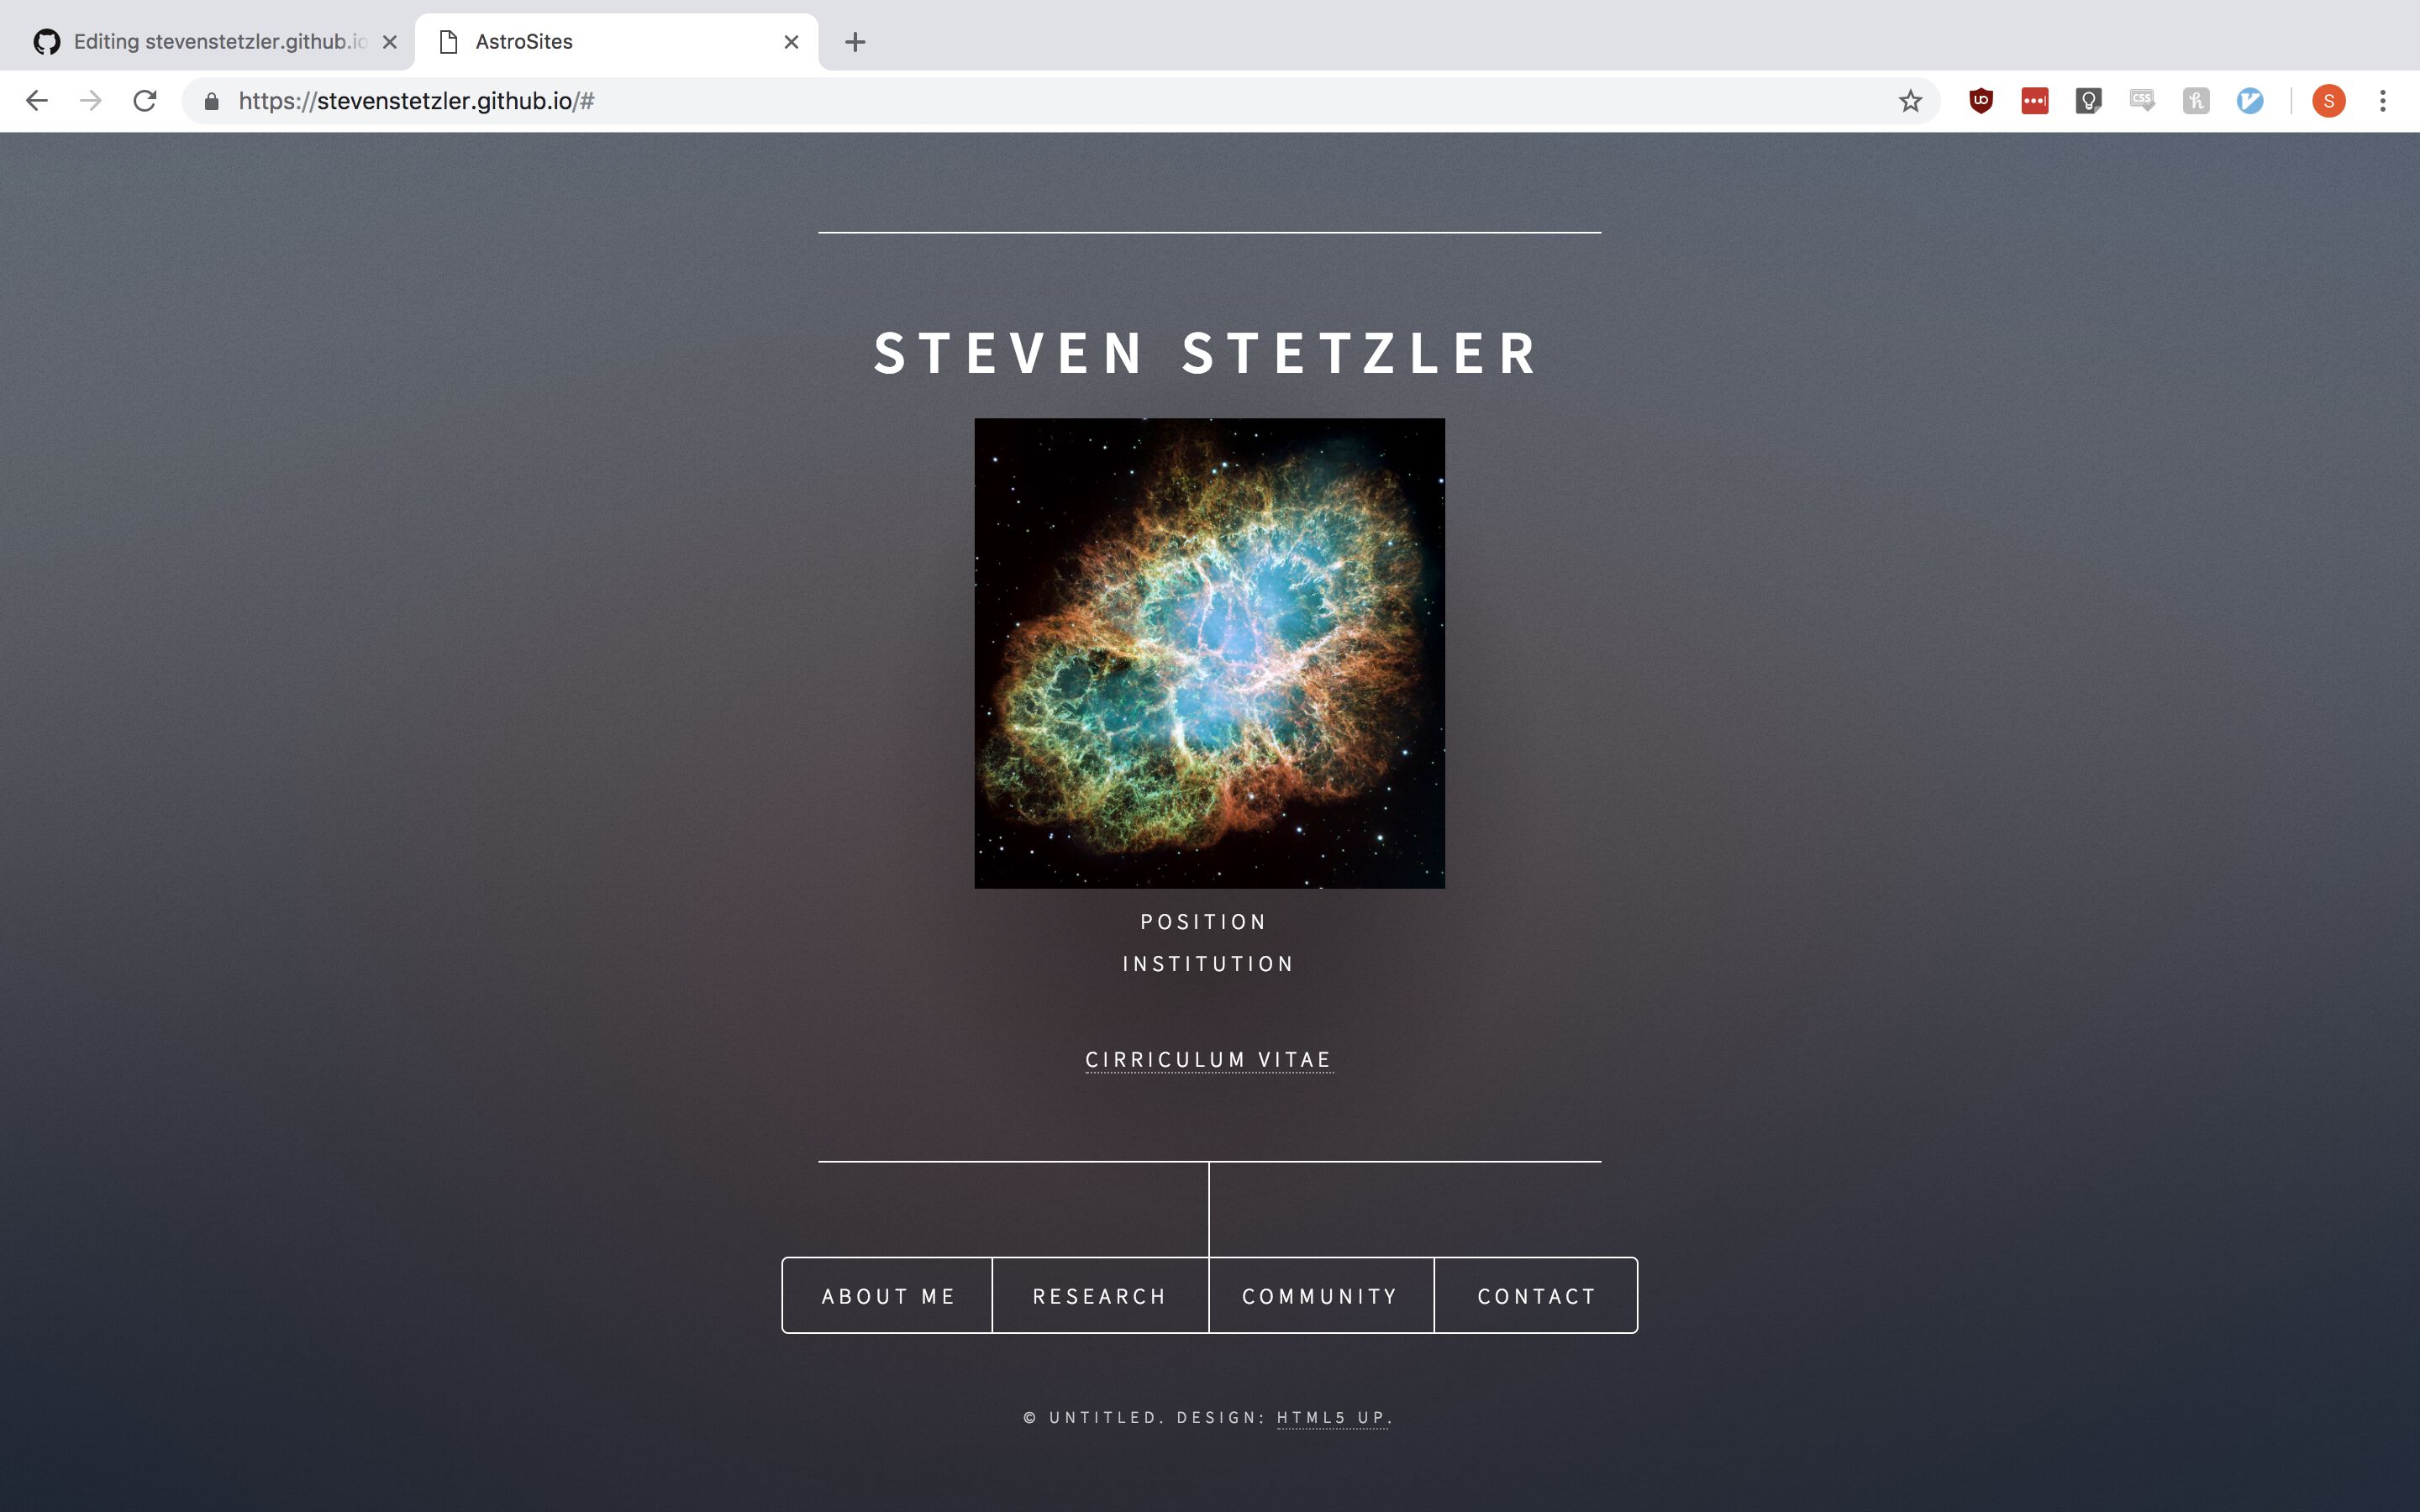 Editing stevenstetzler.github.io
AstroSites
https://stevenstetzler.github.io/#
S
STEVEN STETZLER
POSITION
INSTITUTION
CIRRICULUM VITAE
ABOUT ME
RESEARCH
COMMUNITY
CONTACT
© UNTITLED. DESIGN: HTML5 UP.